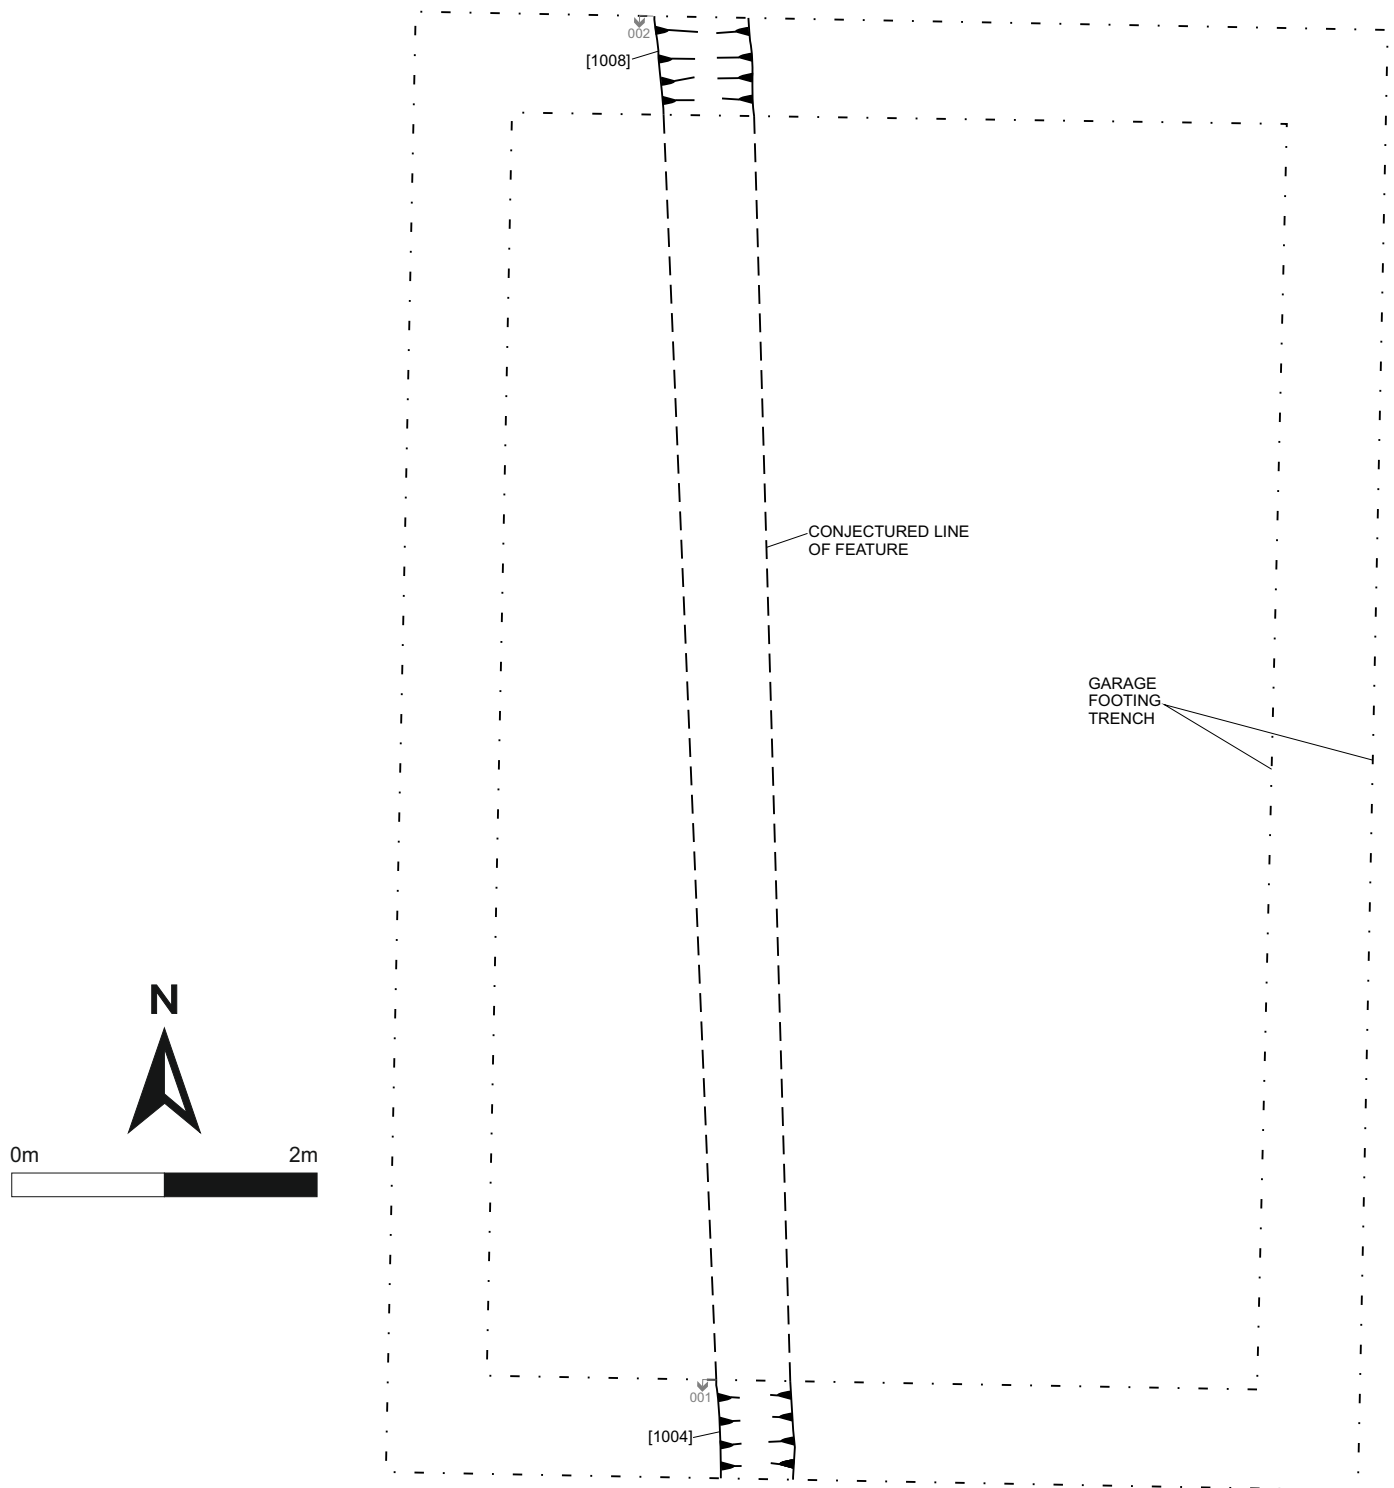 002
[1008]
CONJECTURED LINE
OF FEATURE
GARAGE
FOOTING
TRENCH
N
0m 2m
001
[1004]